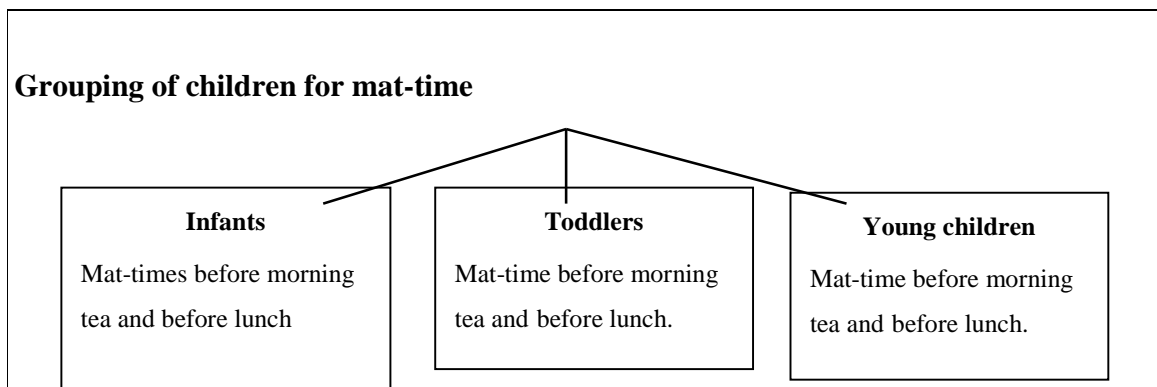 Grouping of children for mat-time
Infants
Mat-times before morning
tea and before lunch
Toddlers
Mat-time before morning
tea and before lunch.
Young children
Mat-time before morning
tea and before lunch.